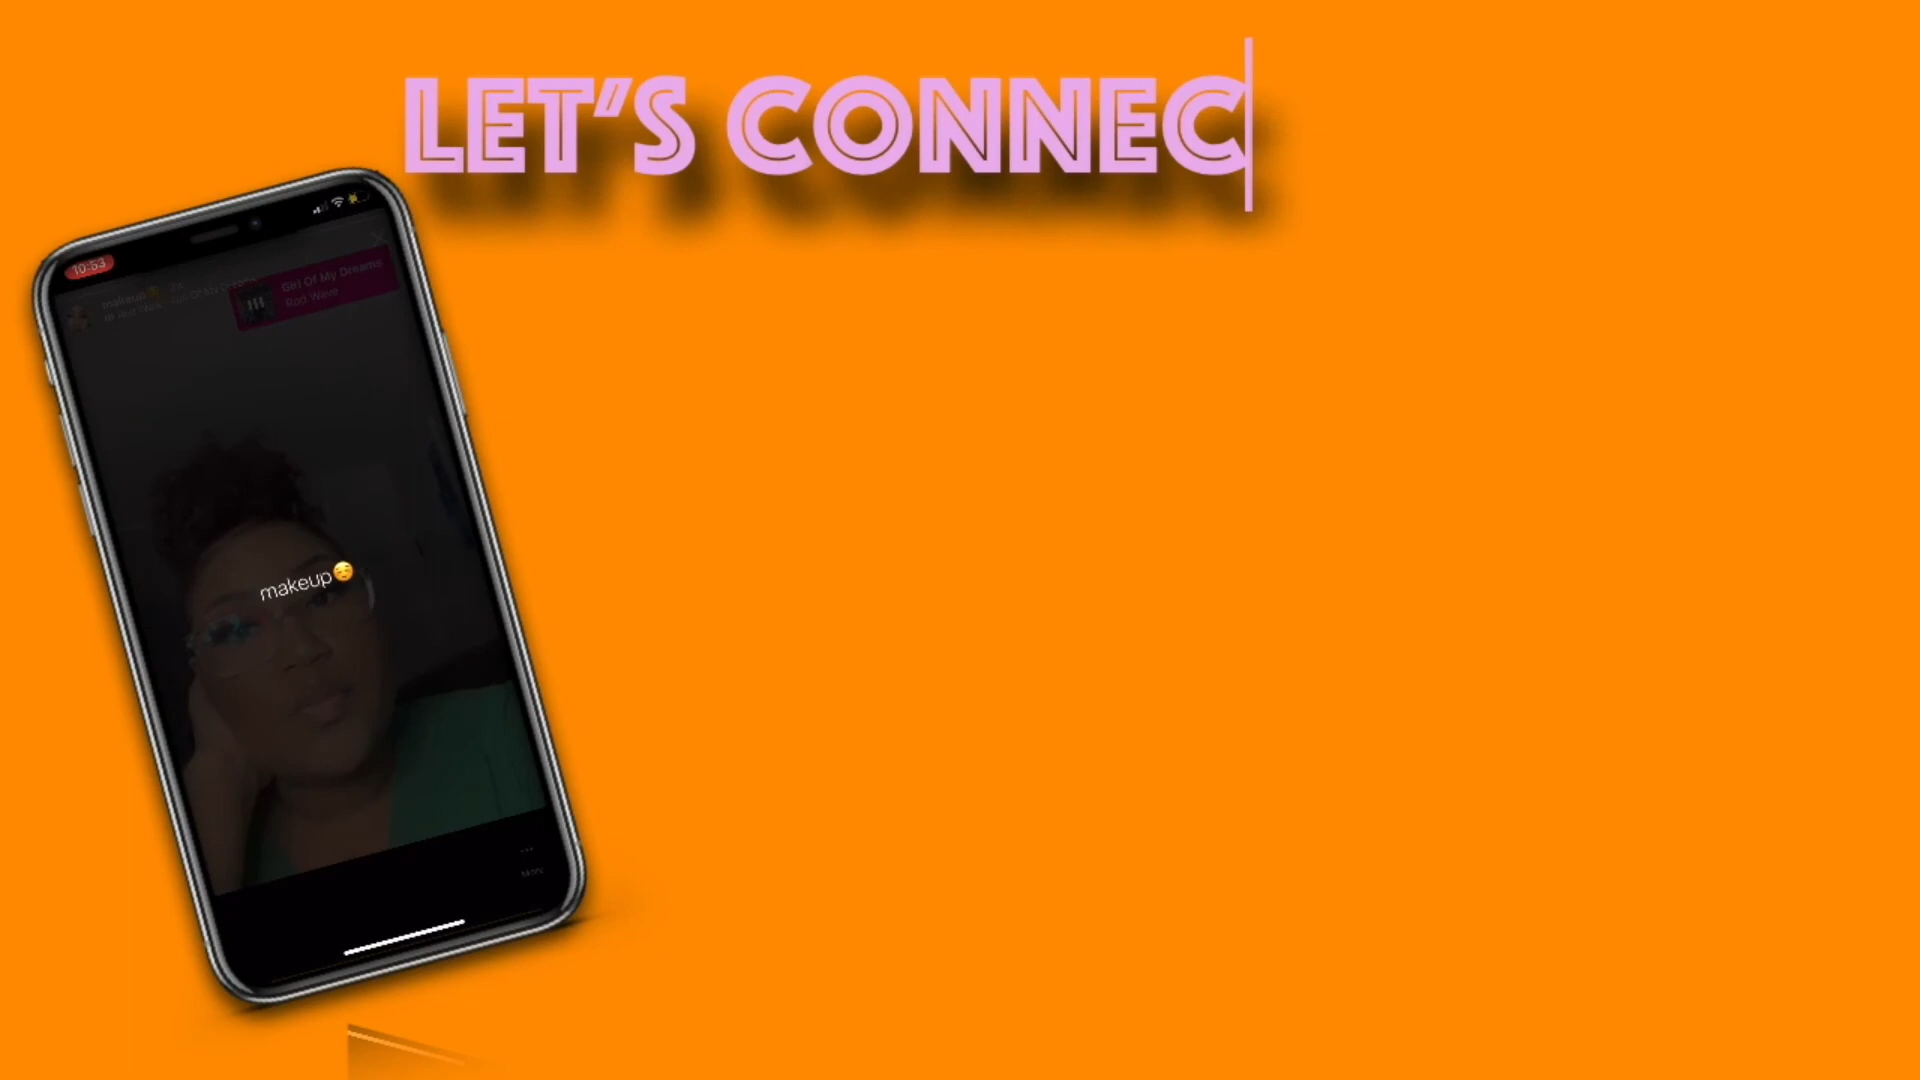 LET'S CONNEC
10:53
Girl Of My Dreams
Rod Wave
makeup☺️